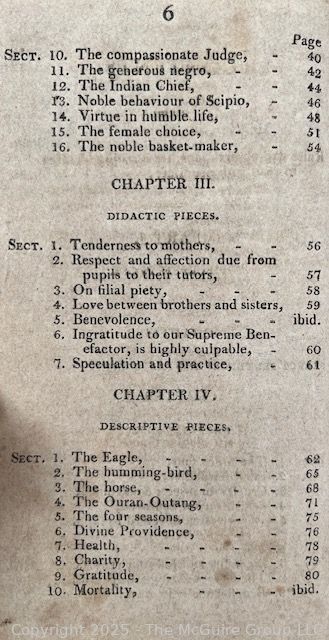 6
Page
SECT. 10. The compassionate Judge, - 40
11. The generous negro, - - 42
12. The Indian Chief, - - 44
13. Noble behaviour of Scipio, - 46
14. Virtue in humble life, - 48
15. The female choice, - - 51
16. The noble basket-maker, - 54
CHAPTER III.
DIDACTIC PIECES.
SECT. 1. Tenderness to mothers, - - 56
2. Respect and affection due from
pupils to their tutors, - 57
3. On filial piety, - - - 58
4. Love between brothers and sisters, 59
5. Benevolence, - - - ibid.
6. Ingratitude to our Supreme Ben-
efactor, is highly culpable, - 60
7. Speculation and practice, - 61
CHAPTER IV.
DESCRIPTIVE PIECES.
SECT. 1. The Eagle, - - - - 62
2. The humming-bird, - - 65
3. The horse, - - - - 68
4. The Ouran-Outang, - - 71
5. The four seasons, - - - 75
6. Divine Providence, - - 76
7. Health, - - - - 78
8. Charity, - - - - 79
9. Gratitude, - - - - 80
10. Mortality, - - - ibid.
Copyright 2025 - The McGuire Group LLC